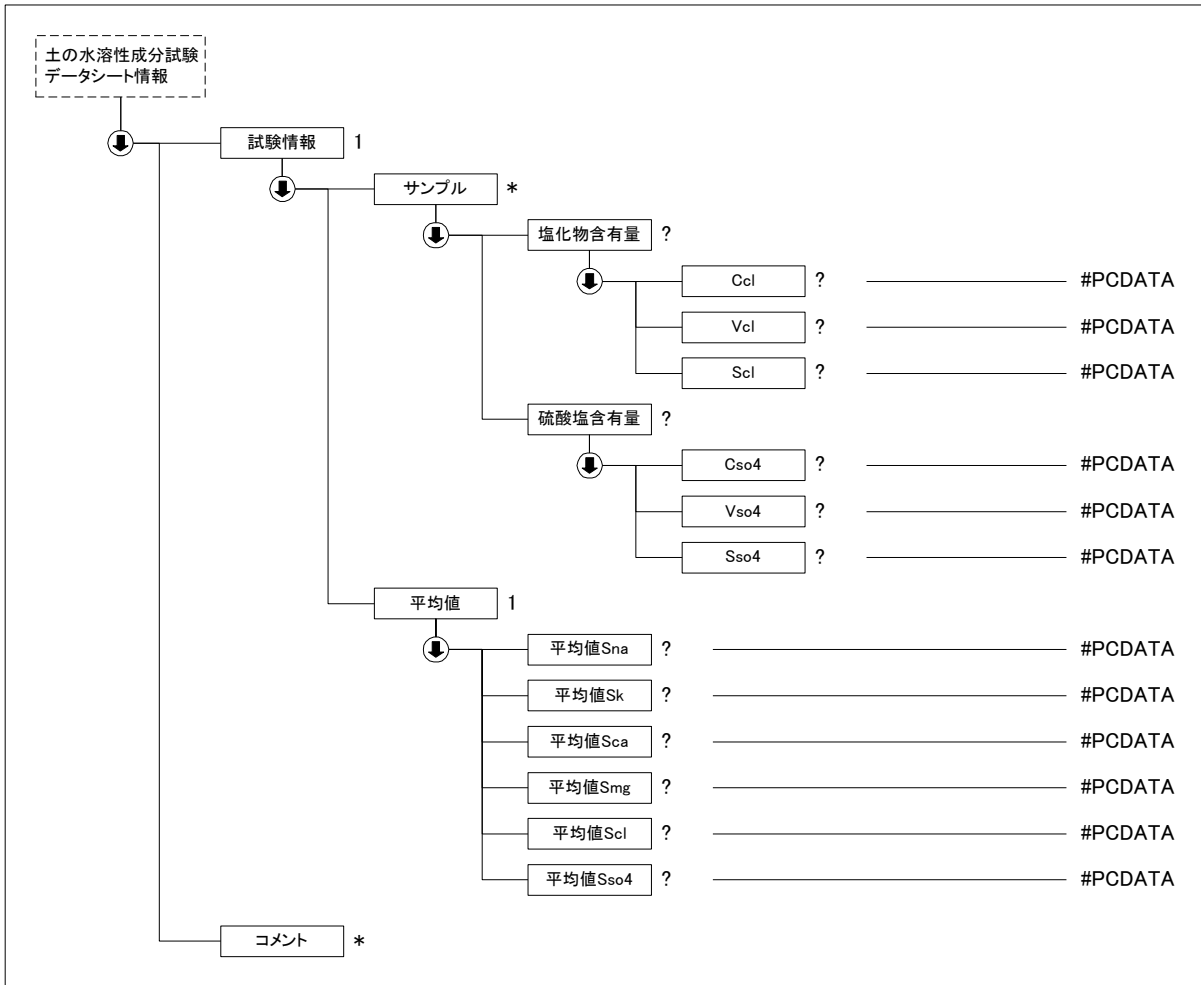 土の水溶性成分試験
データシート情報
試験情報 1
サンプル *
塩化物含有量 ?
Ccl ? #PCDATA
Vcl ? #PCDATA
Scl ? #PCDATA
硫酸塩含有量 ?
Cso4 ? #PCDATA
Vso4 ? #PCDATA
Sso4 ? #PCDATA
平均値 1
平均値Sna ? #PCDATA
平均値Sk ? #PCDATA
平均値Sca ? #PCDATA
平均値Smg ? #PCDATA
平均値Scl ? #PCDATA
平均値Sso4 ? #PCDATA
コメント *